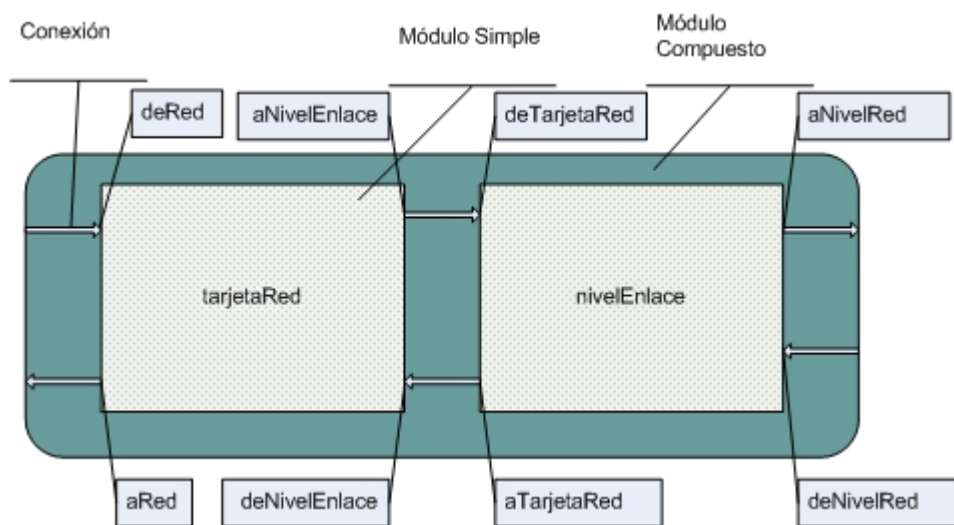 Conexión
Módulo Simple
Módulo
Compuesto
deRed
aNivelEnlace
deTarjetaRed
aNivelRed
tarjetaRed
nivelEnlace
aRed
deNivelEnlace
aTarjetaRed
deNivelRed